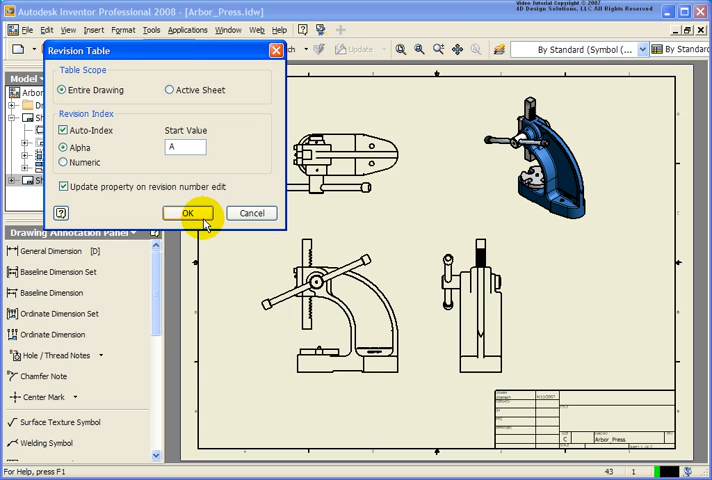 Autodesk Inventor Professional 2008 - [Arbor_Press.idw]
Video Tutorial Copyright © 2007
4D Design Solutions, LLC All Rights Reserved
File Edit View Insert Format Tools Applications Window Web Help
Update By Standard (Symbol (... By Standard
Revision Table
Table Scope
Entire Drawing Active Sheet
Revision Index
Auto-Index Start Value
Alpha A
Numeric
Update property on revision number edit
OK Cancel
Model
Arbor
Sh
Sh
Drawing Annotation Panel
General Dimension [D]
Baseline Dimension Set
Baseline Dimension
Ordinate Dimension Set
Ordinate Dimension
Hole / Thread Notes
Chamfer Note
Center Mark
Surface Texture Symbol
Welding Symbol
C
Arbor_Press
For Help, press F1 43 1